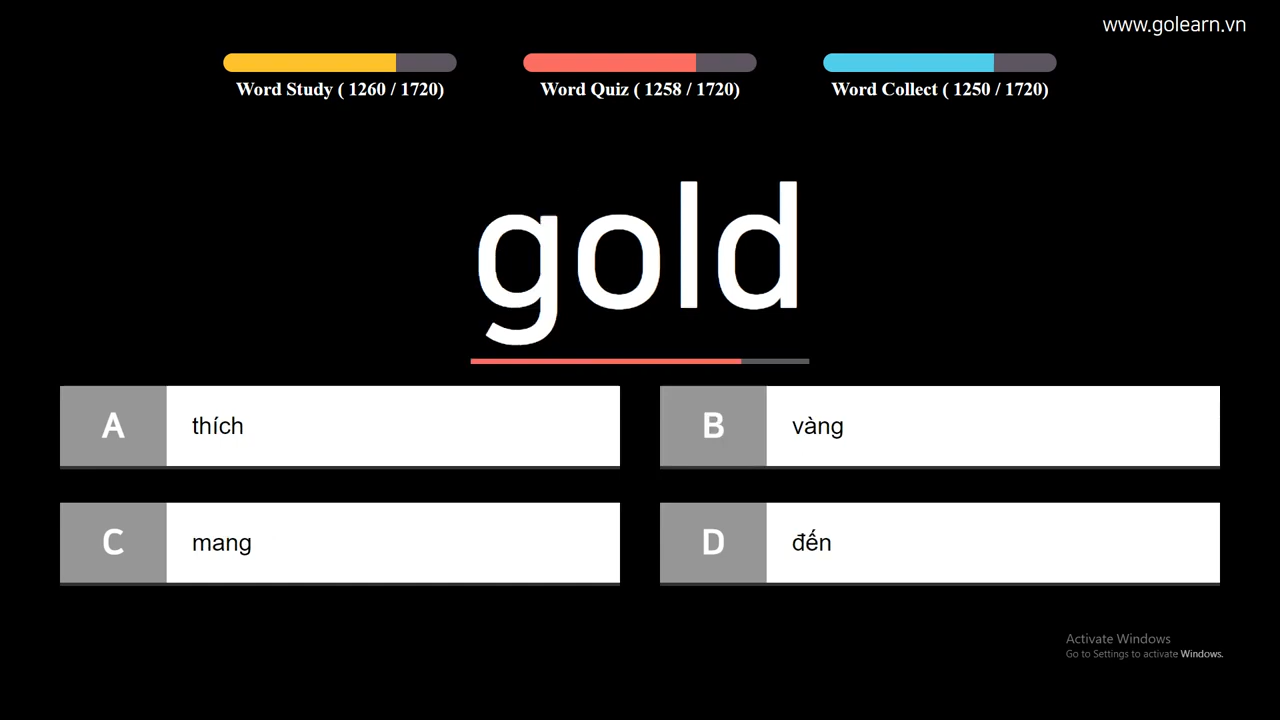 www.golearn.vn
Word Study ( 1260 / 1720)
Word Quiz ( 1258 / 1720)
Word Collect ( 1250 / 1720)
gold
A thích
B vàng
C mang
D đến
Activate Windows
Go to Settings to activate Windows.